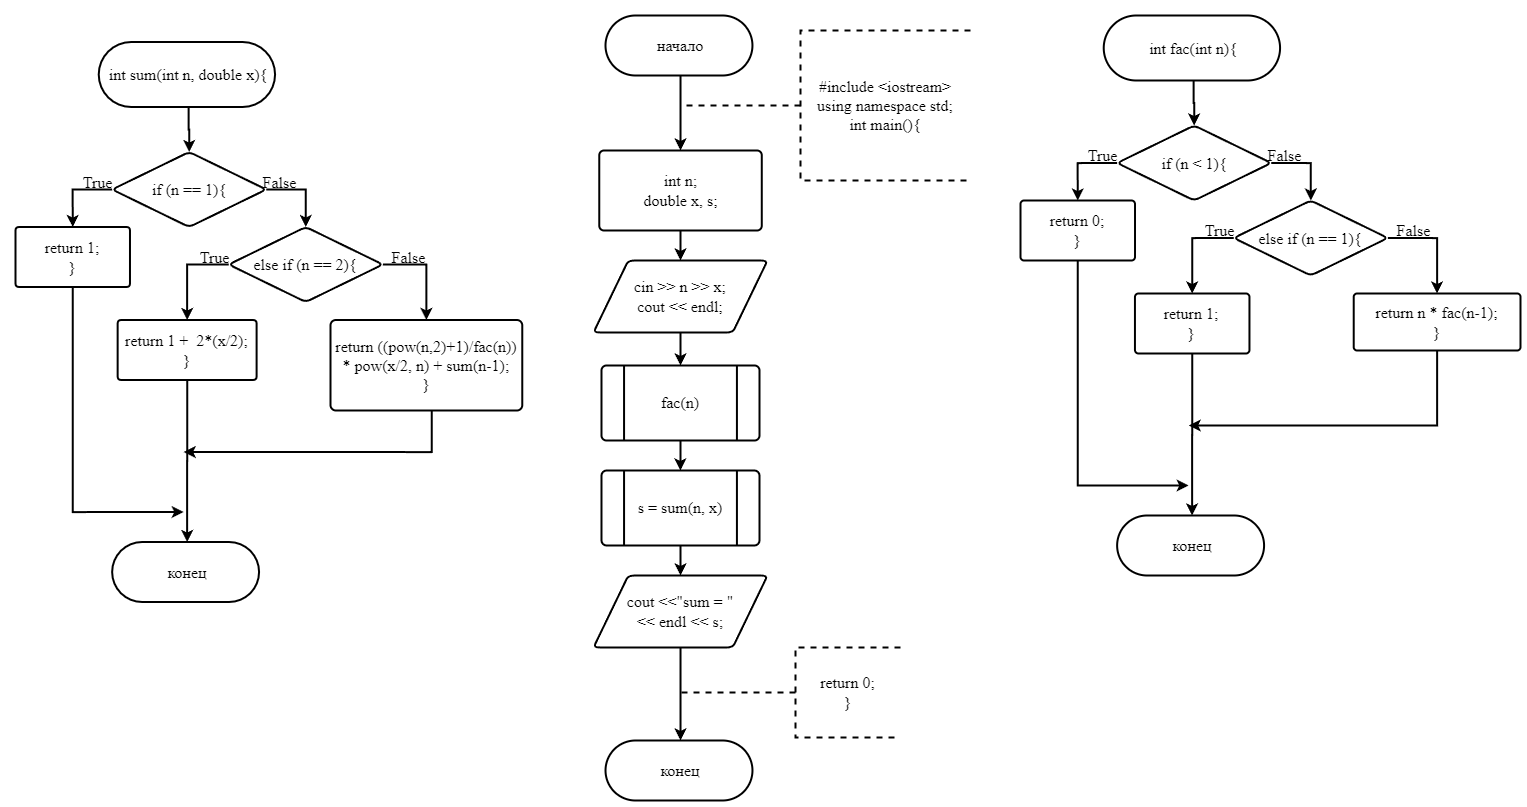 int sum(int n, double x){
if (n == 1){
True
False
return 1;
}
else if (n == 2){
True
False
return 1 +  2*(x/2);
}
return ((pow(n,2)+1)/fac(n))
* pow(x/2, n) + sum(n-1);
}
конец
начало
#include <iostream>
using namespace std;
int main(){
int n;
double x, s;
cin >> n >> x;
cout << endl;
fac(n)
s = sum(n, x)
cout <<"sum = "
<< endl << s;
return 0;
}
конец
int fac(int n){
if (n < 1){
True
False
return 0;
}
else if (n == 1){
True
False
return 1;
}
return n * fac(n-1);
}
конец